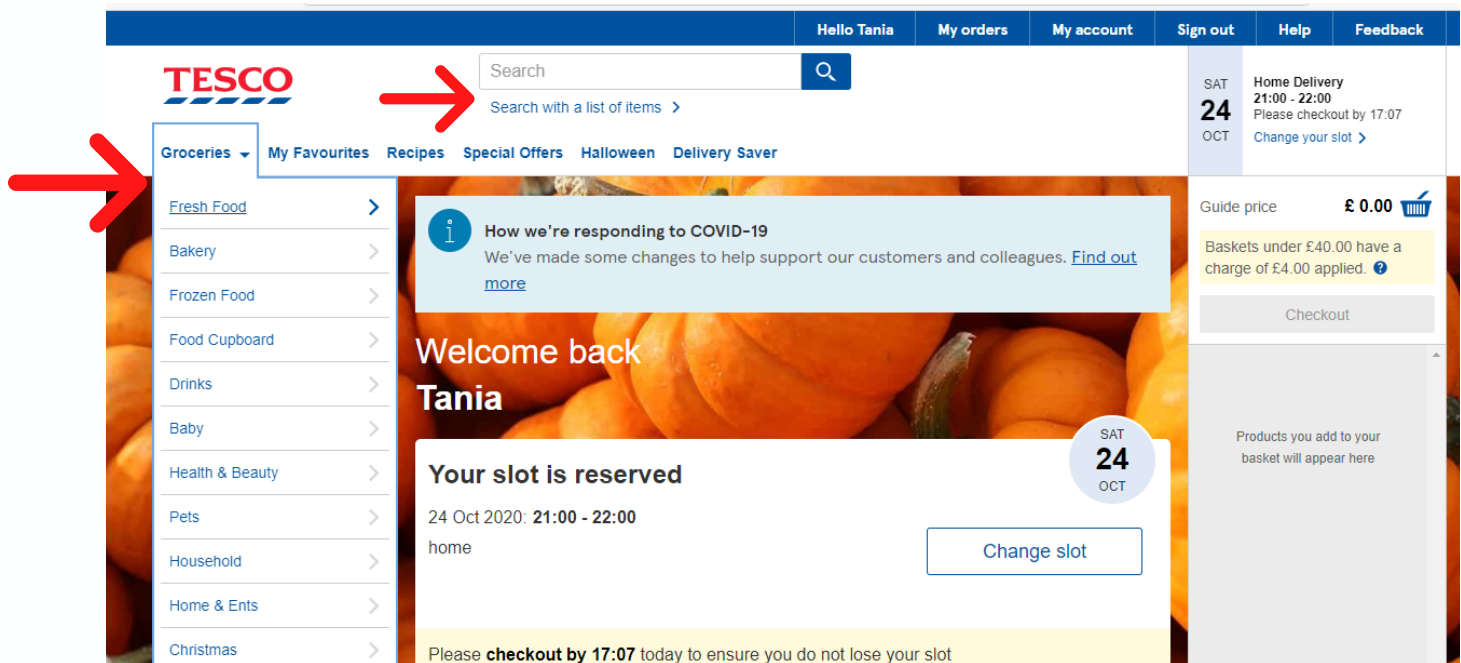 Hello Tania My orders My account Sign out Help Feedback
TESCO
Search
Search with a list of items >
Groceries My Favourites Recipes Special Offers Halloween Delivery Saver
SAT
24
OCT
Home Delivery
21:00 - 22:00
Please checkout by 17:07
Change your slot >
Fresh Food
Bakery
Frozen Food
Food Cupboard
Drinks
Baby
Health & Beauty
Pets
Household
Home & Ents
Christmas
i
How we're responding to COVID-19
We've made some changes to help support our customers and colleagues. Find out
more
Welcome back
Tania
Your slot is reserved
SAT
24
OCT
24 Oct 2020: 21:00 - 22:00
home
Change slot
Please checkout by 17:07 today to ensure you do not lose your slot
Guide price £ 0.00
Baskets under £40.00 have a
charge of £4.00 applied. ?
Checkout
Products you add to your
basket will appear here